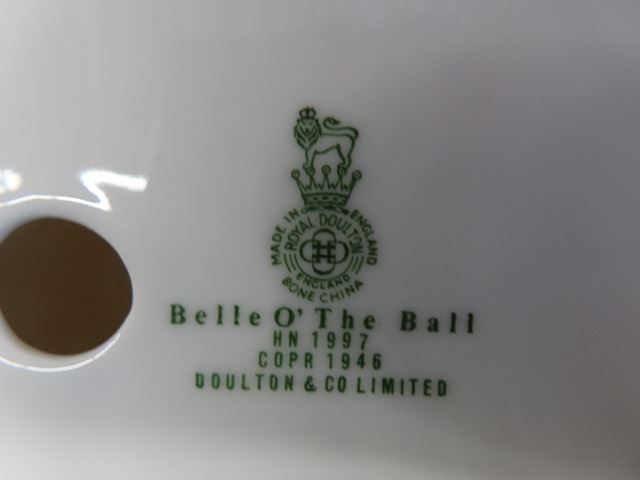 MADE IN ENGLAND
ROYAL DOULTON
ENGLAND
BONE CHINA
Belle O' The Ball
HN 1997
COPR 1946
DOULTON & CO LIMITED